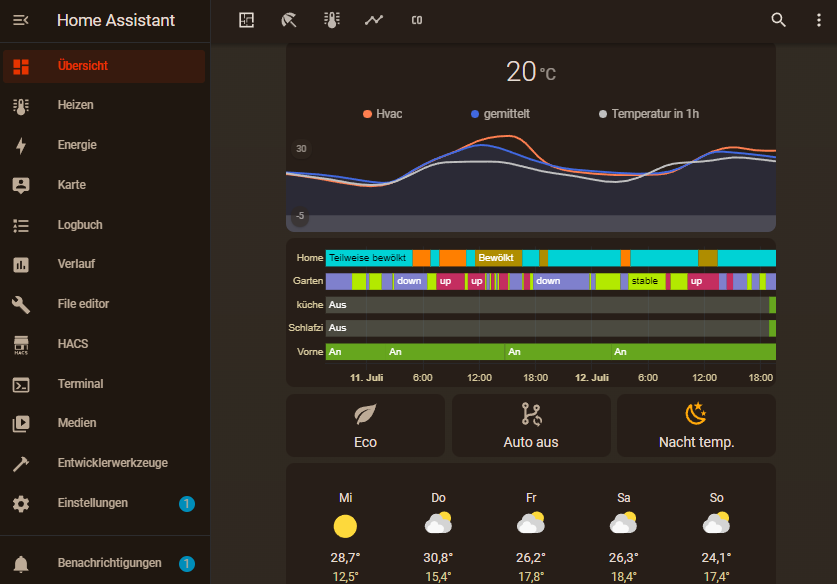 Home Assistant
Übersicht
Heizen
Energie
Karte
Logbuch
Verlauf
File editor
HACS
HACS
Terminal
Medien
Entwicklerwerkzeuge
Einstellungen 1
Benachrichtigungen 1
20 °C
Hvac gemittelt Temperatur in 1h
30
-5
Home Teilweise bewölkt Bewölkt
Garten down up up down stable up
küche Aus
Schlafzi Aus
Vorne An An An An
11. Juli 6:00 12:00 18:00 12. Juli 6:00 12:00 18:00
Eco Auto aus Nacht temp.
Mi Do Fr Sa So
28,7° 30,8° 26,2° 26,3° 24,1°
12,5° 15,4° 17,8° 18,4° 17,4°